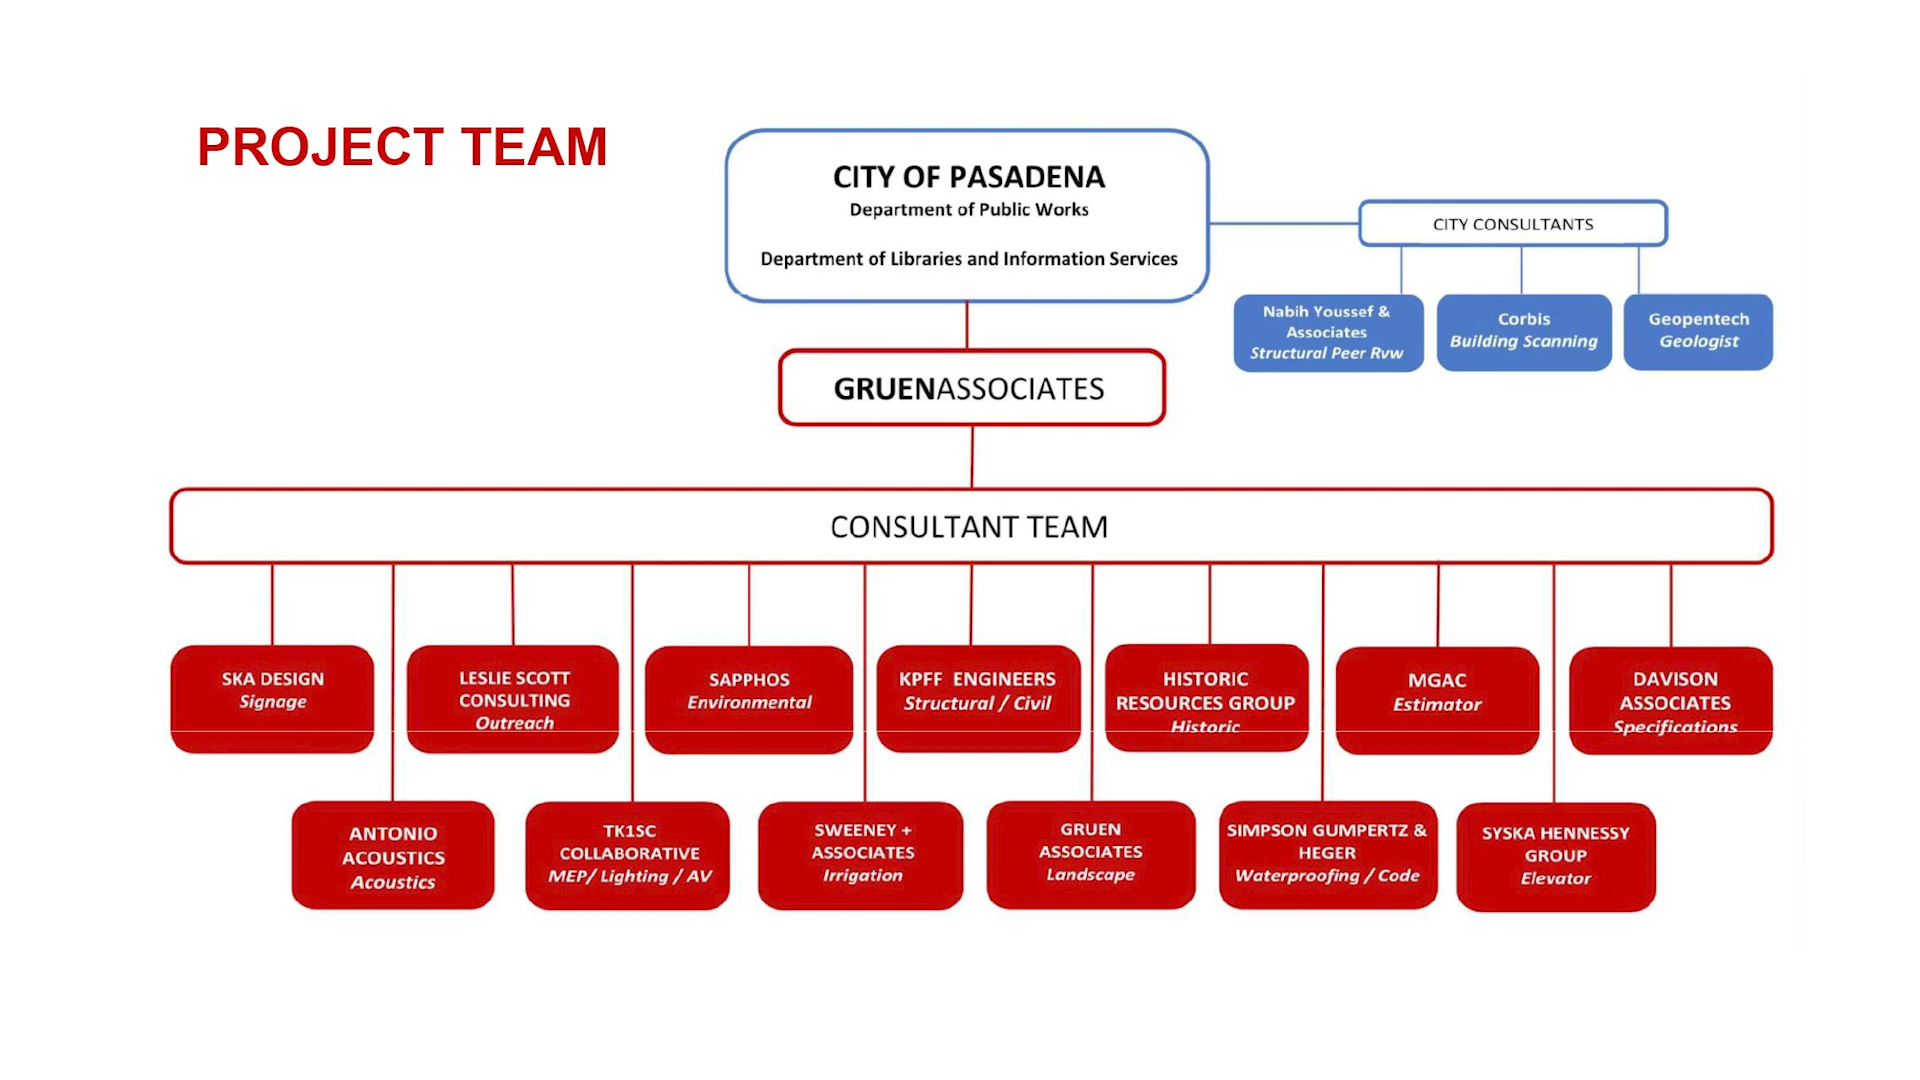 PROJECT TEAM
CITY OF PASADENA
Department of Public Works
Department of Libraries and Information Services
CITY CONSULTANTS
Nabih Youssef &
Associates
Structural Peer Rvw
Corbis
Building Scanning
Geopentech
Geologist
GRUENASSOCIATES
CONSULTANT TEAM
SKA DESIGN
Signage
LESLIE SCOTT
CONSULTING
Outreach
SAPPHOS
Environmental
KPFF ENGINEERS
Structural / Civil
HISTORIC
RESOURCES GROUP
Historic
MGAC
Estimator
DAVISON
ASSOCIATES
Specifications
ANTONIO
ACOUSTICS
Acoustics
TK1SC
COLLABORATIVE
MEP/ Lighting / AV
SWEENEY +
ASSOCIATES
Irrigation
GRUEN
ASSOCIATES
Landscape
SIMPSON GUMPERTZ &
HEGER
Waterproofing / Code
SYSKA HENNESSY
GROUP
Elevator